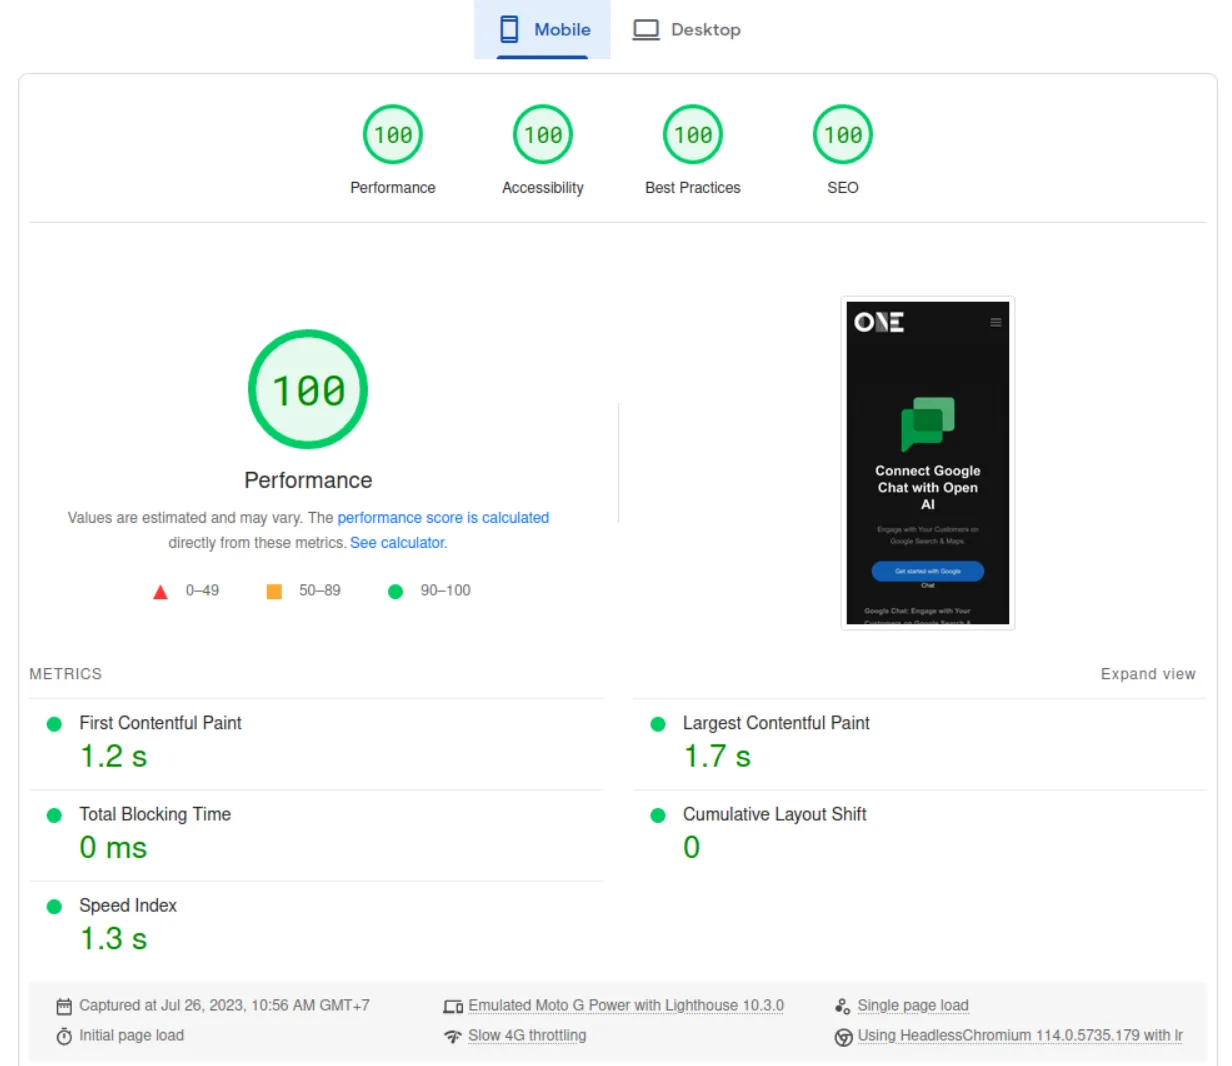 Mobile
Desktop
100
100
100
100
Performance
Accessibility
Best Practices
SEO
100
Performance
Values are estimated and may vary. The performance score is calculated
directly from these metrics. See calculator.
0–49
50–89
90–100
ONE
Connect Google
Chat with Open
AI
Engage with Your Customers on
Google Search & Maps.
Get started with Google
Chat
Google Chat: Engage with Your
Customers on Google Search &
METRICS
Expand view
First Contentful Paint
1.2 s
Largest Contentful Paint
1.7 s
Total Blocking Time
0 ms
Cumulative Layout Shift
0
Speed Index
1.3 s
Captured at Jul 26, 2023, 10:56 AM GMT+7
Emulated Moto G Power with Lighthouse 10.3.0
Single page load
Initial page load
Slow 4G throttling
Using HeadlessChromium 114.0.5735.179 with lr